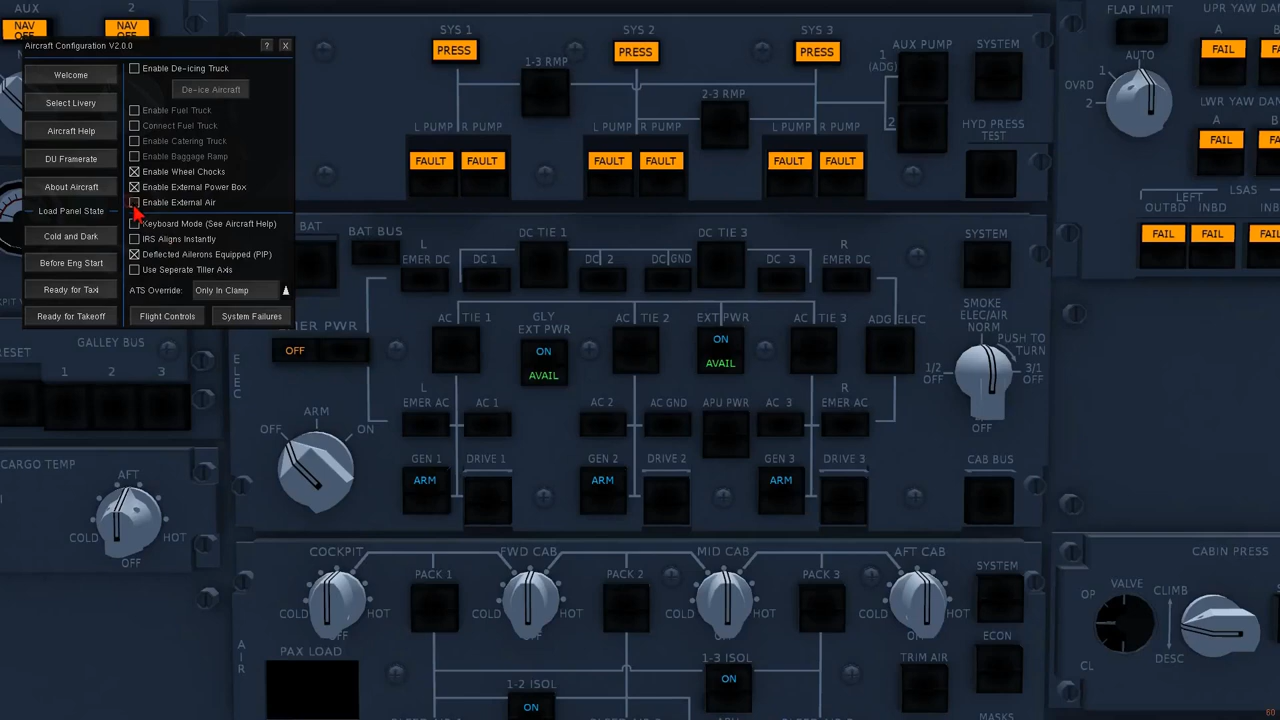 AUX
2
NAV
OFF
NAV
OFF
Aircraft Configuration V2.0.0
?
X
Welcome
Select Livery
Aircraft Help
DU Framerate
About Aircraft
Load Panel State
Cold and Dark
Before Eng Start
Ready for Taxi
Ready for Takeoff
Enable De-icing Truck
De-ice Aircraft
Enable Fuel Truck
Connect Fuel Truck
Enable Catering Truck
Enable Baggage Ramp
Enable Wheel Chocks
Enable External Power Box
Enable External Air
Keyboard Mode (See Aircraft Help)
IRS Aligns Instantly
Deflected Ailerons Equipped (PIP)
Use Seperate Tiller Axis
ATS Override: Only In Clamp
Flight Controls
System Failures
SYS 1
SYS 2
SYS 3
PRESS
PRESS
PRESS
1-3 RMP
2-3 RMP
1
(ADG)
AUX PUMP
2
SYSTEM
HYD PRESS
TEST
L PUMP R PUMP
L PUMP R PUMP
L PUMP R PUMP
FAULT FAULT
FAULT FAULT
FAULT FAULT
FLAP LIMIT
AUTO
OVRD
1
2
UPR YAW DA
A
FAIL
FAIL
LWR YAW DA
A
FAIL
FAIL
LSAS
LEFT
OUTBD INBD
FAIL FAIL FAIL
BAT
BAT BUS
L
EMER DC
DC TIE 1
DC 1
DC 2
DC GND
DC TIE 3
DC 3
R
EMER DC
SYSTEM
SMOKE
ELEC/AIR
NORM
PUSH TO
TURN
1/2
OFF
3/1
OFF
OFF
AC TIE 1
GLY
EXT PWR
ON
AVAIL
AC TIE 2
EXT PWR
ON
AVAIL
AC TIE 3
ADG ELEC
OFF
GALLEY BUS
1 2 3
ELEC
ARM
OFF
ON
L
EMER AC
AC 1
AC 2
AC GND
APU PWR
AC 3
R
EMER AC
GEN 1
DRIVE 1
GEN 2
DRIVE 2
GEN 3
DRIVE 3
CAB BUS
ARM
ARM
ARM
CARGO TEMP
AFT
COLD
HOT
OFF
COCKPIT
FWD CAB
MID CAB
AFT CAB
PACK 1
PACK 2
PACK 3
COLD HOT
COLD HOT
COLD HOT
COLD HOT
OFF
AIR
PAX LOAD
1-2 ISOL
ON
1-3 ISOL
ON
TRIM AIR
SYSTEM
ECON
MASKS
CABIN PRESS
VALVE
OP
CL
CLIMB
DESC
60